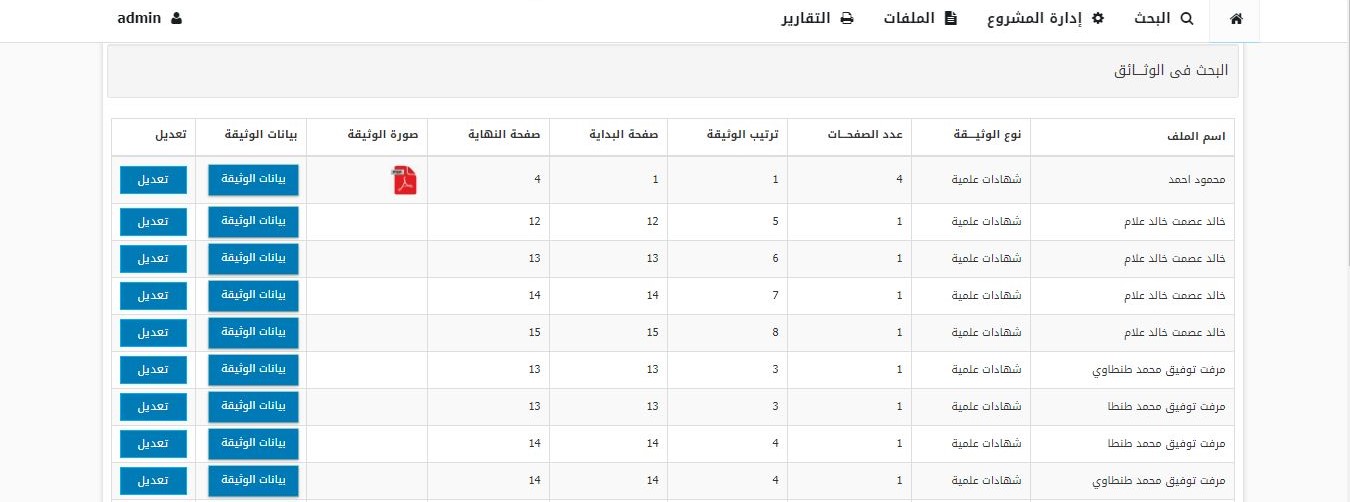 البحث إدارة المشروع الملفات التقارير admin
البحث فى الوثـــائق
اسم الملف نوع الوثيـــقة عدد الصفحـــات ترتيب الوثيقة صفحة البداية صفحة النهاية صورة الوثيقة بيانات الوثيقة تعديل
محمود احمد شهادات علمية 4 1 1 4 بيانات الوثيقة تعديل
خالد عصمت خالد علام شهادات علمية 1 5 12 12 بيانات الوثيقة تعديل
خالد عصمت خالد علام شهادات علمية 1 6 13 13 بيانات الوثيقة تعديل
خالد عصمت خالد علام شهادات علمية 1 7 14 14 بيانات الوثيقة تعديل
خالد عصمت خالد علام شهادات علمية 1 8 15 15 بيانات الوثيقة تعديل
مرفت توفيق محمد طنطاوي شهادات علمية 1 3 13 13 بيانات الوثيقة تعديل
مرفت توفيق محمد طنطا شهادات علمية 1 3 13 13 بيانات الوثيقة تعديل
مرفت توفيق محمد طنطا شهادات علمية 1 4 14 14 بيانات الوثيقة تعديل
مرفت توفيق محمد طنطاوي شهادات علمية 1 4 14 14 بيانات الوثيقة تعديل